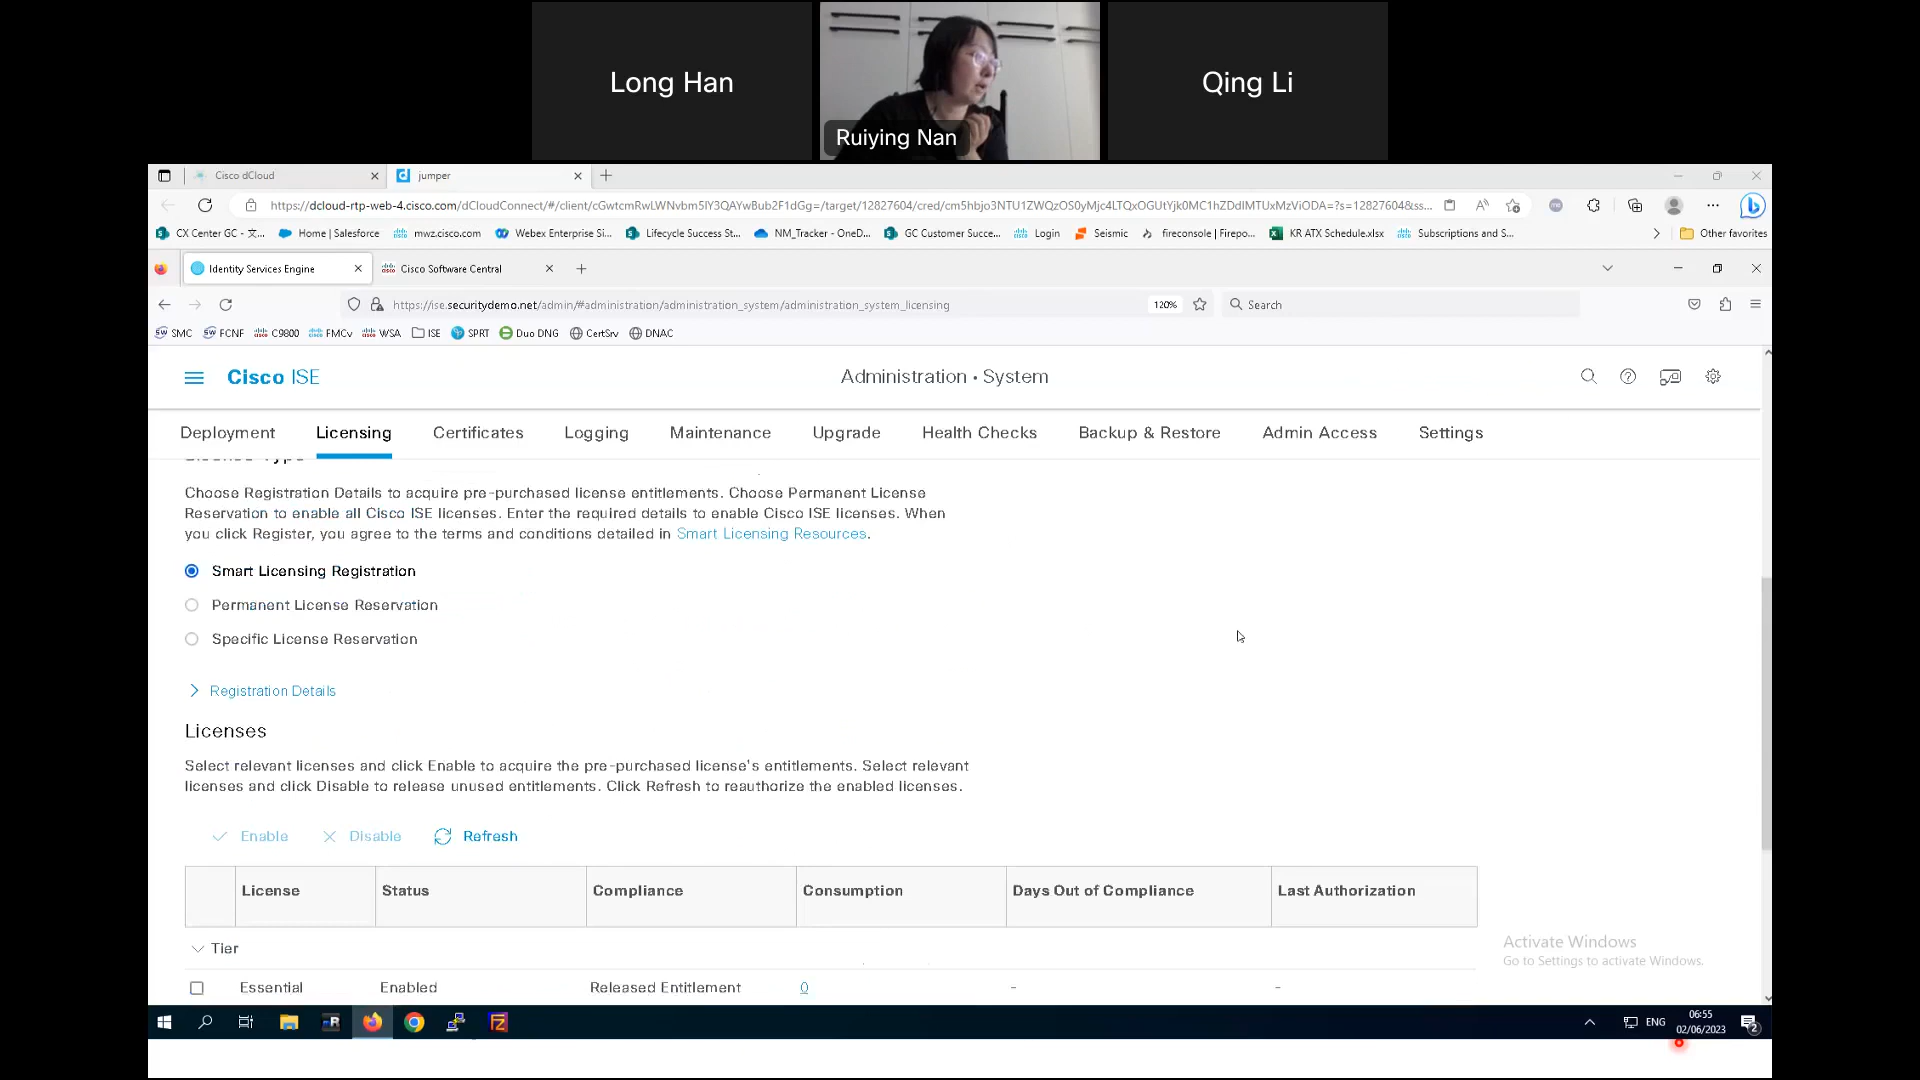 Long Han
Ruiying Nan
Qing Li
Cisco dCloud
jumper
https://dcloud-rtp-web-4.cisco.com/dCloudConnect/#/client/
CX Center GC - 文...
Home | Salesforce
mwz.cisco.com
Webex Enterprise Si...
Lifecycle Success St...
NM_Tracker - OneD...
GC Customer Succe...
Login
Seismic
fireconsole | Firepo...
KR ATX Schedule.xlsx
Subscriptions and S...
Other favorites
Identity Services Engine
Cisco Software Central
https://ise.securitydemo.net/admin/#administration/administration_system/administration_system_licensing
120%
Search
SMC FCNF C9800 FMCv WSA ISE SPRT Duo DNG CertSrv DNAC
Cisco ISE
Administration • System
Deployment Licensing Certificates Logging Maintenance Upgrade Health Checks Backup & Restore Admin Access Settings
Choose Registration Details to acquire pre-purchased license entitlements. Choose Permanent License
Reservation to enable all Cisco ISE licenses. Enter the required details to enable Cisco ISE licenses. When
you click Register, you agree to the terms and conditions detailed in Smart Licensing Resources.
Smart Licensing Registration
Permanent License Reservation
Specific License Reservation
Registration Details
Licenses
Select relevant licenses and click Enable to acquire the pre-purchased license's entitlements. Select relevant
licenses and click Disable to release unused entitlements. Click Refresh to reauthorize the enabled licenses.
Enable Disable Refresh
License Status Compliance Consumption Days Out of Compliance Last Authorization
Tier
Essential Enabled Released Entitlement 0 - -
Activate Windows
Go to Settings to activate Windows.
ENG
06:55
02/06/2023
2